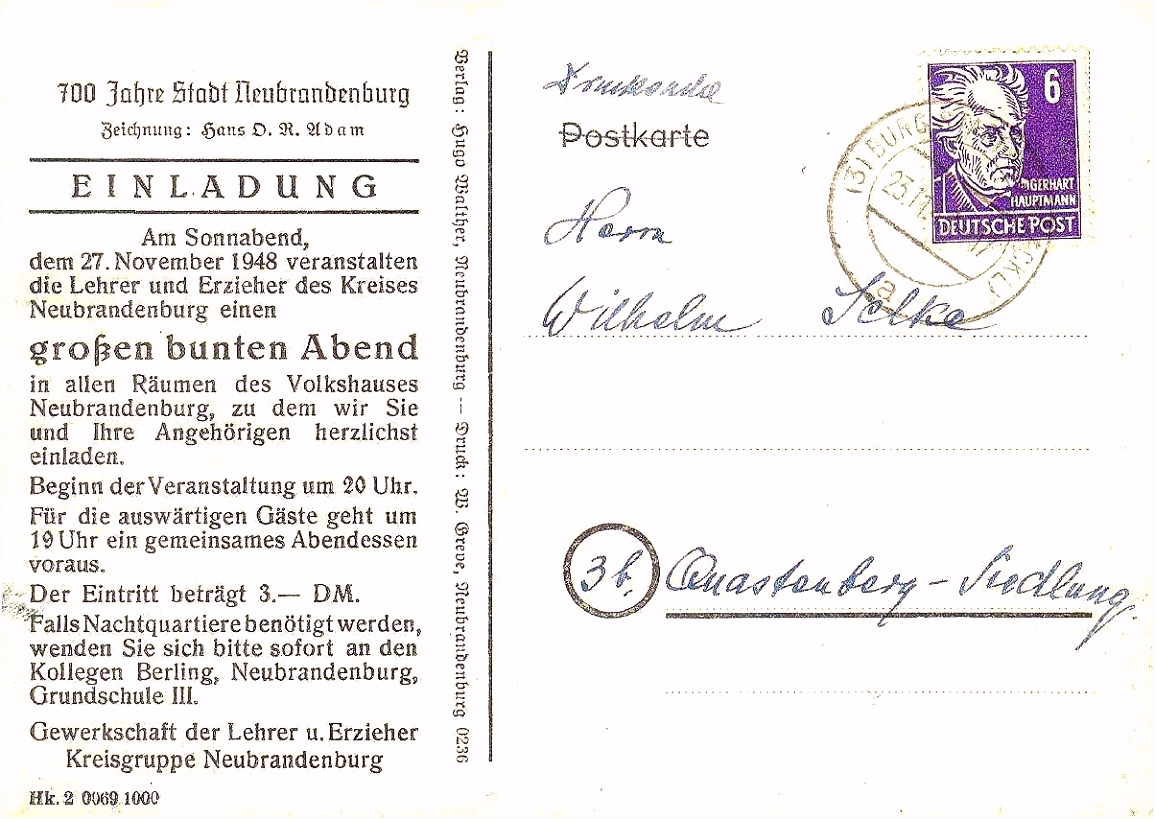 700 Jahre Stadt Neubrandenburg
Zeichnung: Hans O. R. Adam
EINLADUNG
Am Sonnabend,
dem 27. November 1948 veranstalten
die Lehrer und Erzieher des Kreises
Neubrandenburg einen
großen bunten Abend
in allen Räumen des Volkshauses
Neubrandenburg, zu dem wir Sie
und Ihre Angehörigen herzlichst
einladen.
Beginn der Veranstaltung um 20 Uhr.
Für die auswärtigen Gäste geht um
19 Uhr ein gemeinsames Abendessen
voraus.
Der Eintritt beträgt 3.— DM.
Falls Nachtquartiere benötigt werden,
wenden Sie sich bitte sofort an den
Kollegen Berling, Neubrandenburg,
Grundschule III.
Gewerkschaft der Lehrer u. Erzieher
Kreisgruppe Neubrandenburg
Hk. 2 0069 1000
Verlag: Hugo Walther, Neubrandenburg — Druck: W. Greve, Neubrandenburg 0236
Drucksache
Postkarte
Herrn
Wilhelm Selke
3b. Quastenberg - Siedlung.
6
GERHART
HAUPTMANN
DEUTSCHE POST
(3) BURG
23.11.
a